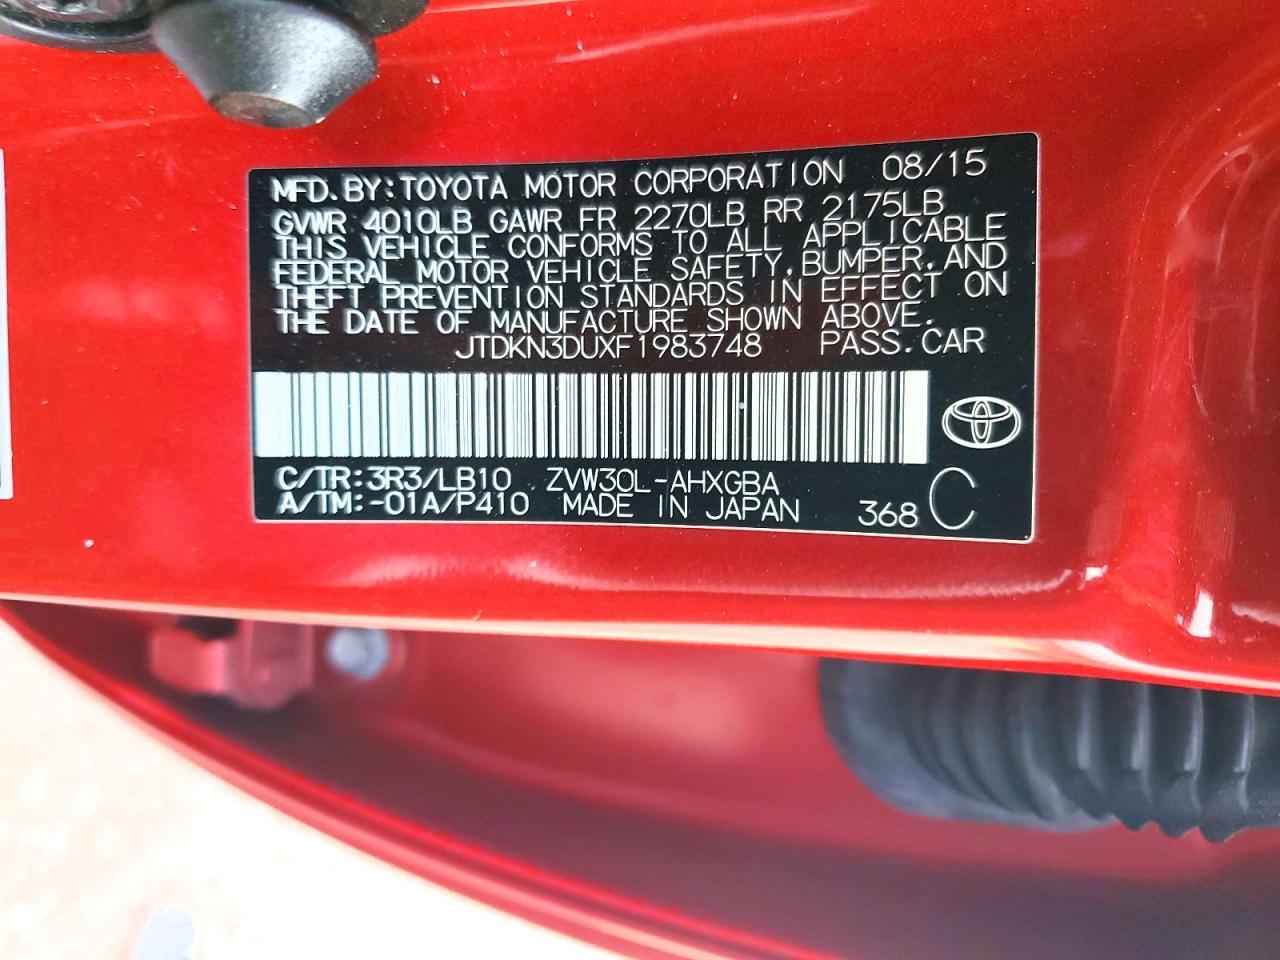 MFD.BY:TOYOTA MOTOR CORPORATION 08/15
GVWR 4010LB GAWR FR 2270LB RR 2175LB
THIS VEHICLE CONFORMS TO ALL APPLICABLE
FEDERAL MOTOR VEHICLE SAFETY,BUMPER,AND
THEFT PREVENTION STANDARDS IN EFFECT ON
THE DATE OF MANUFACTURE SHOWN ABOVE.
JTDKN3DUXF1983748 PASS.CAR
C/TR:3R3/LB10 ZVW30L-AHXGBA
A/TM:-01A/P410 MADE IN JAPAN 368 C